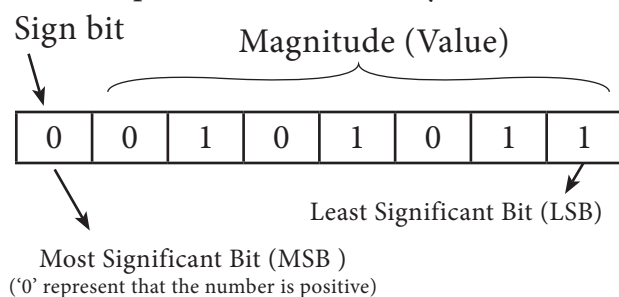 Sign bit
Magnitude (Value)
0 0 1 0 1 0 1 1
Least Significant Bit (LSB)
Most Significant Bit (MSB )
(‘0’ represent that the number is positive)